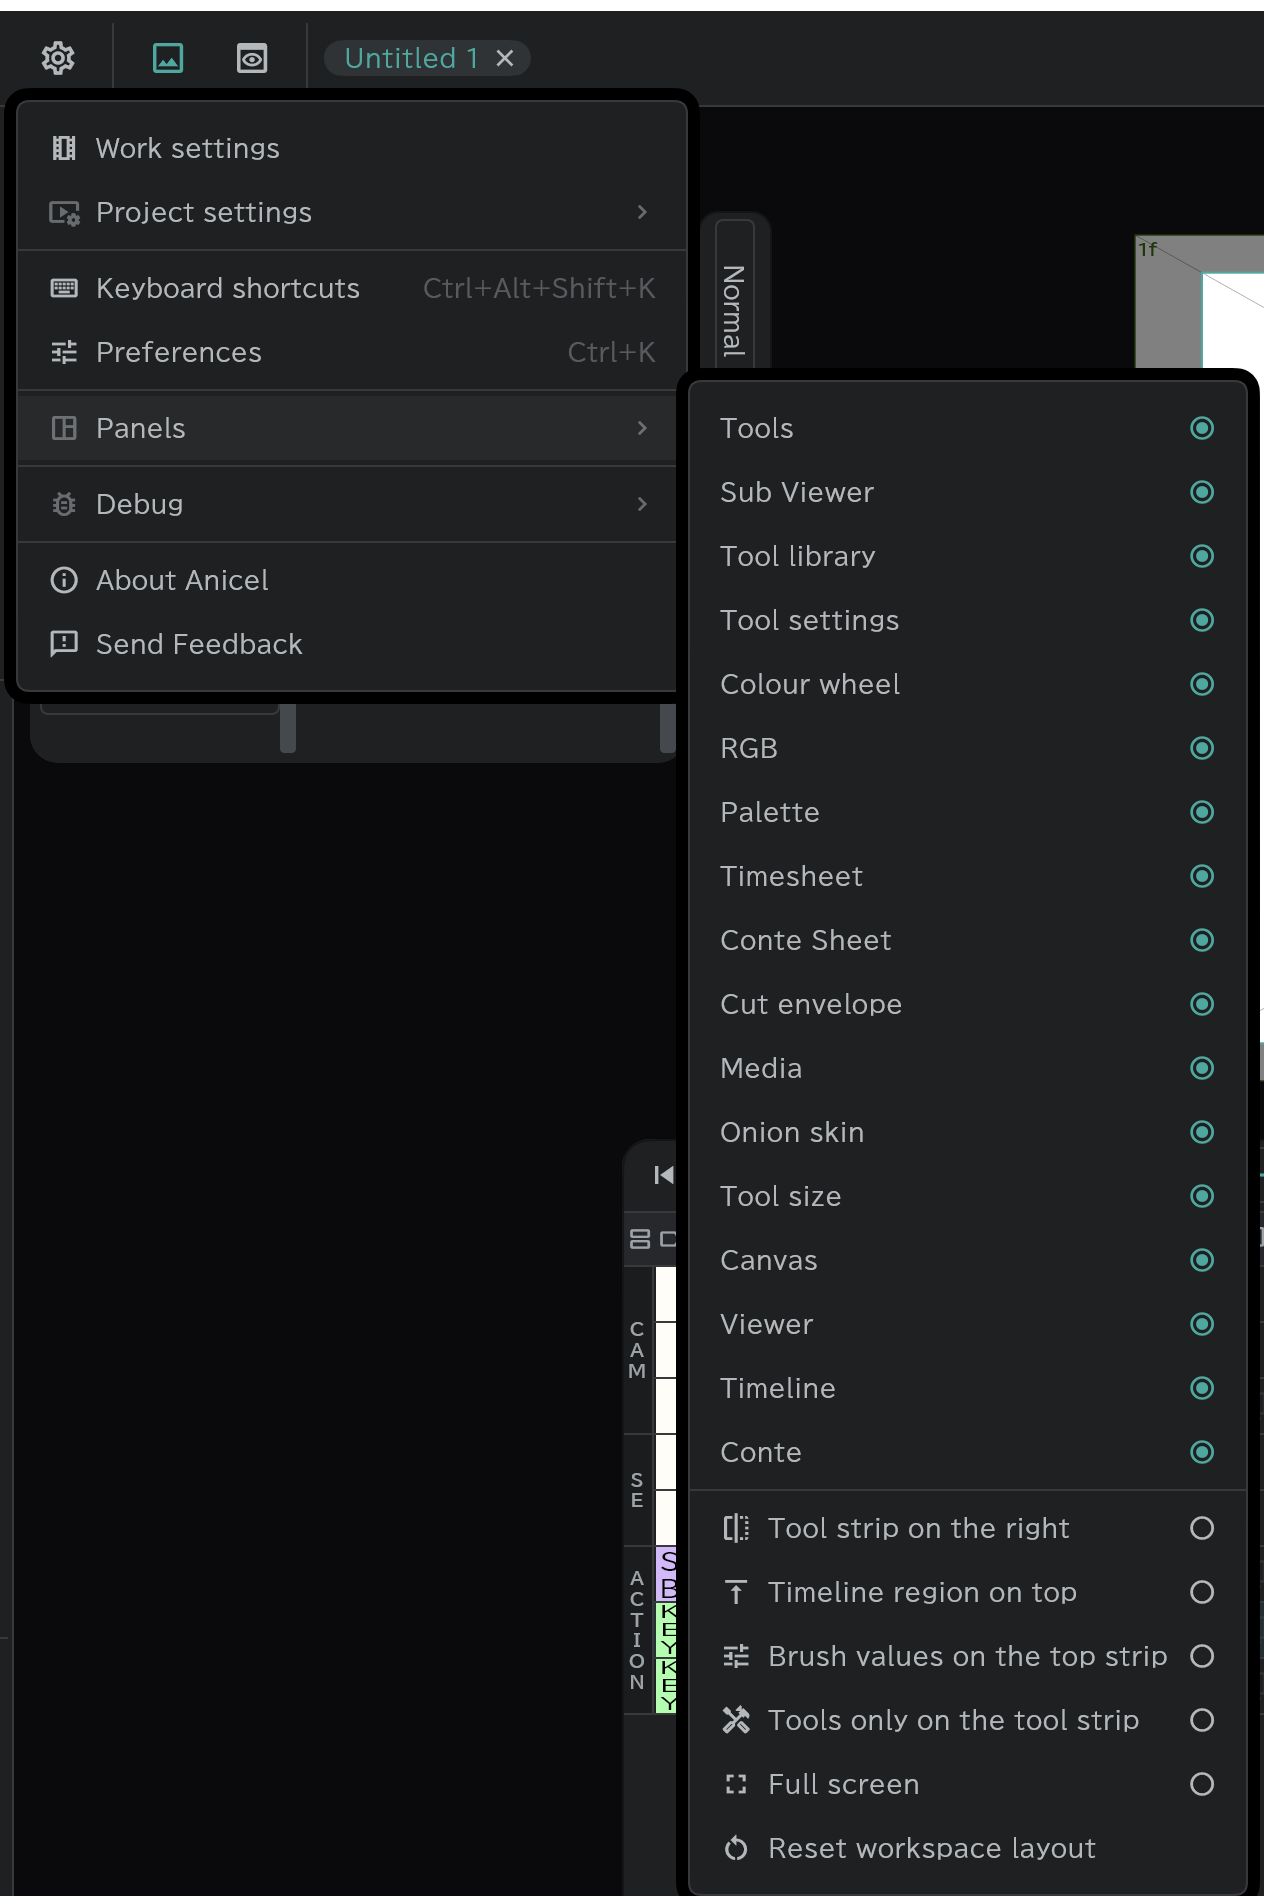 Untitled 1
Work settings
Project settings
Keyboard shortcuts Ctrl+Alt+Shift+K
Preferences Ctrl+K
Panels
Debug
About Anicel
Send Feedback
Normal
1f
Tools
Sub Viewer
Tool library
Tool settings
Colour wheel
RGB
Palette
Timesheet
Conte Sheet
Cut envelope
Media
Onion skin
Tool size
Canvas
Viewer
Timeline
Conte
Tool strip on the right
Timeline region on top
Brush values on the top strip
Tools only on the tool strip
Full screen
Reset workspace layout
CAM
SE
ACTION
SB
KEY
KEY